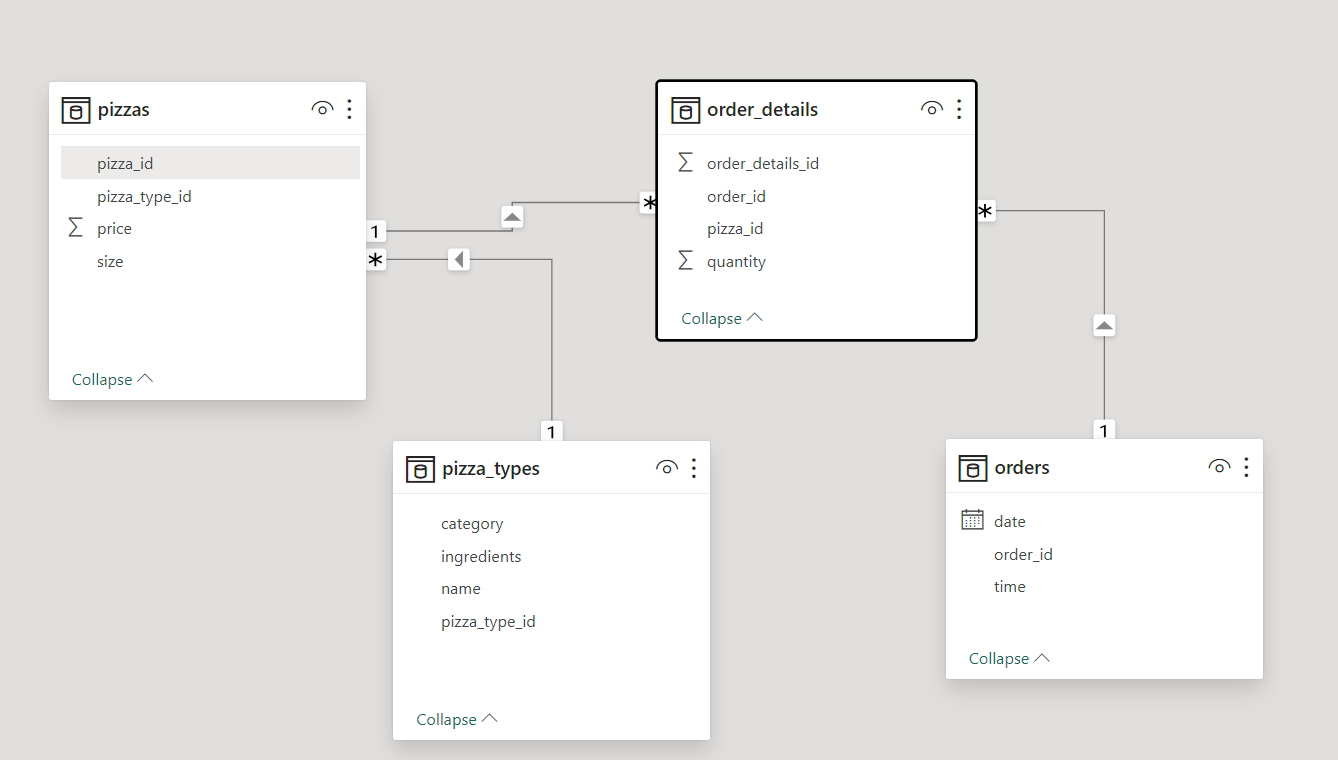 pizzas
pizza_id
pizza_type_id
price
size
Collapse
1
*
order_details
order_details_id
order_id
pizza_id
quantity
Collapse
*
*
1
pizza_types
category
ingredients
name
pizza_type_id
Collapse
1
orders
date
order_id
time
Collapse